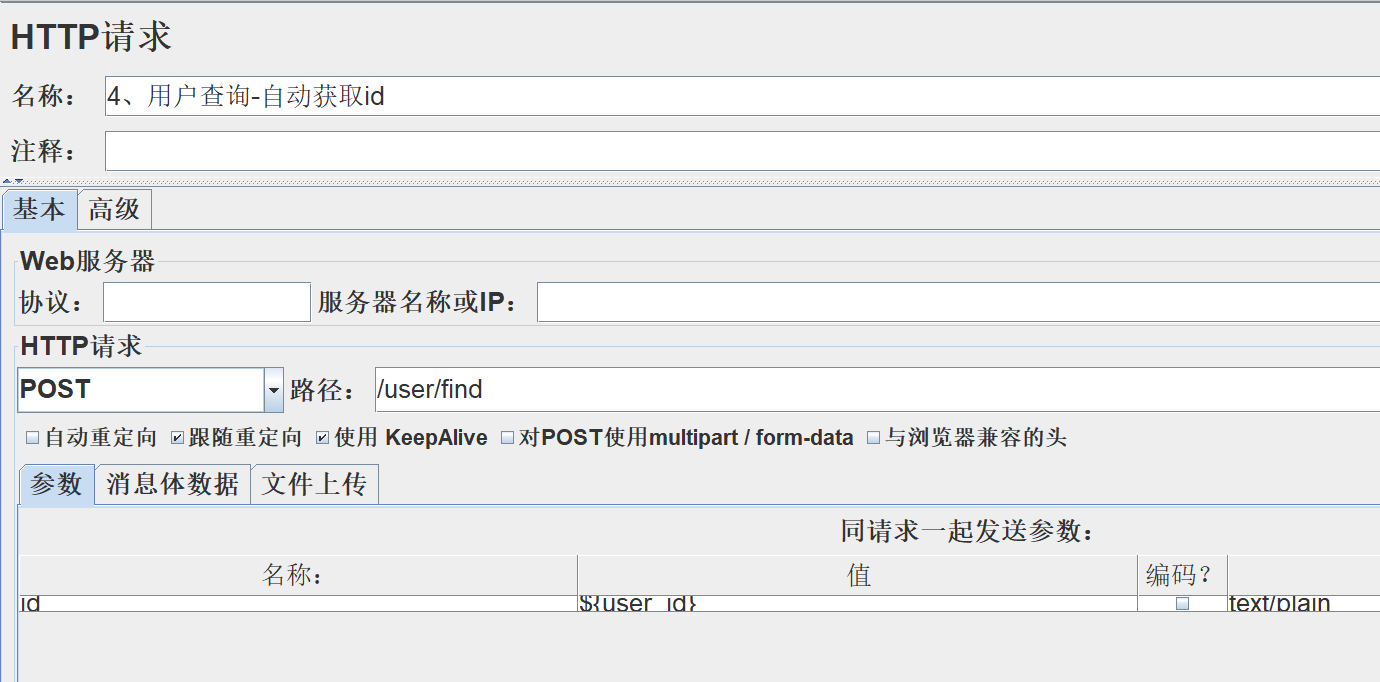 HTTP请求
名称： 4、用户查询-自动获取id
注释：
基本 高级
Web服务器
协议： 服务器名称或IP：
HTTP请求
POST 路径： /user/find
自动重定向 跟随重定向 使用 KeepAlive 对POST使用multipart / form-data 与浏览器兼容的头
参数 消息体数据 文件上传
同请求一起发送参数：
名称： 值 编码？
id ${user_id} text/plain